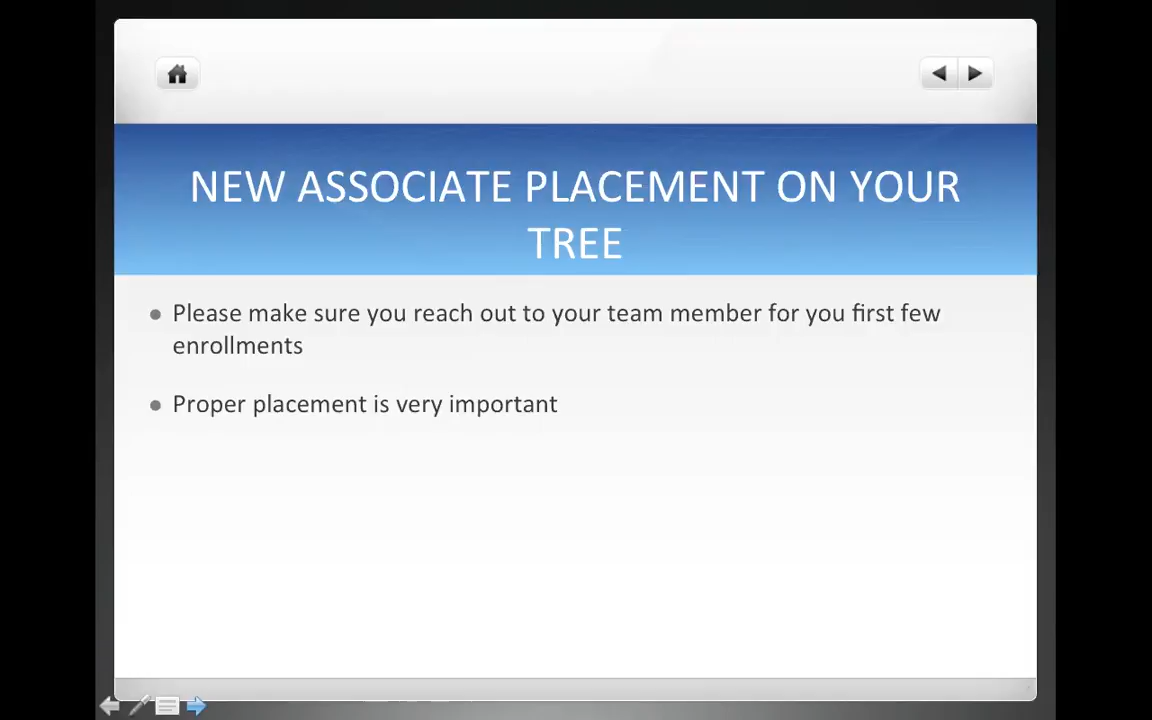 NEW ASSOCIATE PLACEMENT ON YOUR
TREE
Please make sure you reach out to your team member for you first few
enrollments
Proper placement is very important